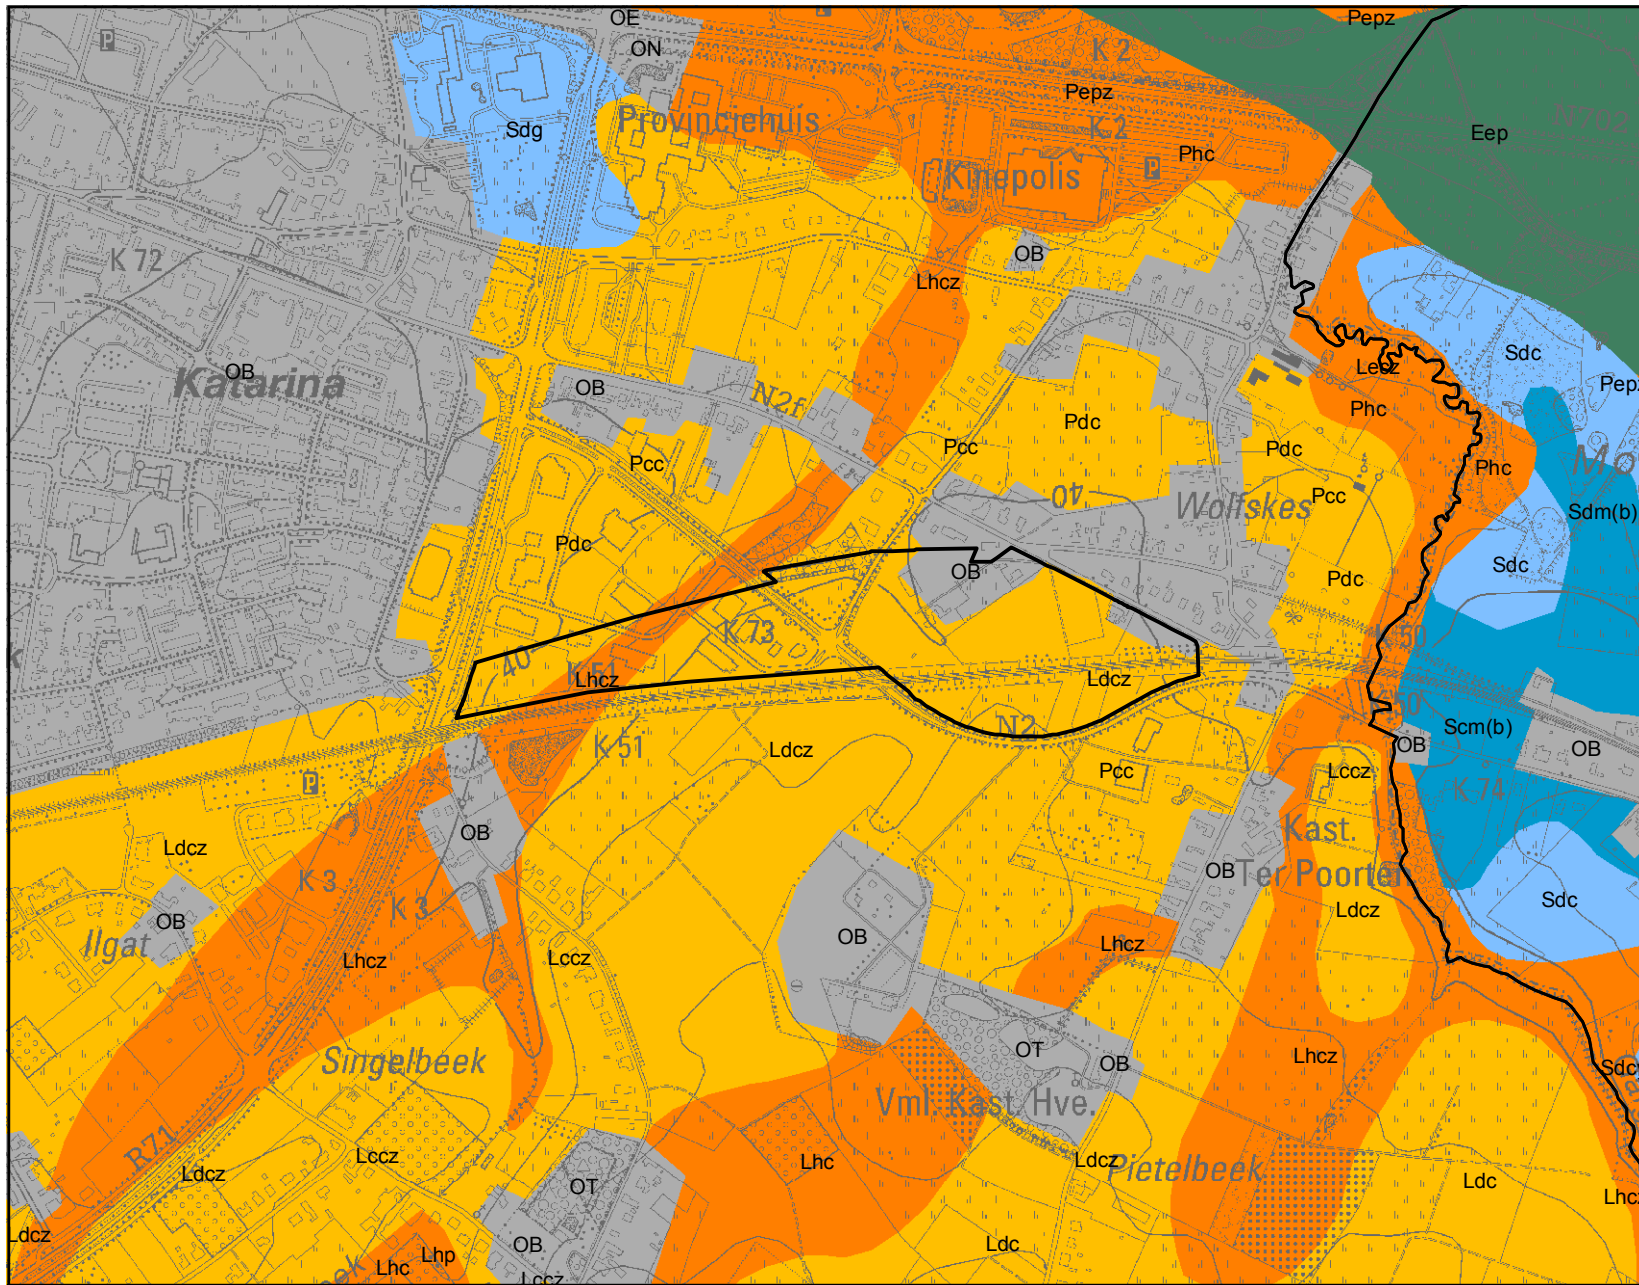 OE
Pepz
P
ON
K 2
Pepz
N702
Provinciehuis
K 2
Eep
Sdg
Phc
Kinepolis
P
K 72
OB
Lhcz
Sdc
Katarina
OB
Lecz
OB
N2f
Phc
Pdc
Pcc
Pdc
Pcc
Phc
40
Wolfskes
Pcc
Sdm(b)
Pdc
Sdc
OB
Pdc
K 73
K 50
40
K 51
Lhcz
Ldcz
K 50
N2
Scm(b)
K 51
Ldcz
OB
OB
Pcc
Lccz
P
K 74
OB
Kast.
Ldcz
K 3
OB
Ter Poorten
K 3
Sdc
OB
Ldcz
Ilgat
OB
Lhcz
Lhcz
Lccz
OT
Lhcz
Singelbeek
OB
Sdc
Vml. Kast. Hve.
R71
Lccz
Lhc
Ldcz
Pietelbeek
Ldcz
OT
Ldc
Ldcz
OB
Ldc
Lhp
Lhc
Lccz